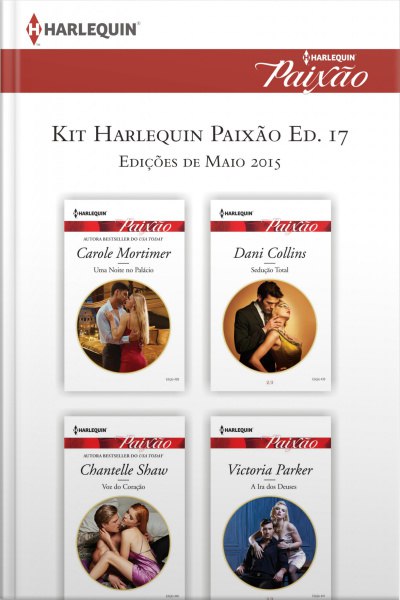 HARLEQUIN®
HARLEQUIN®
Paixão
Kit Harlequin Paixão Ed. 17
Edições de Maio 2015
HARLEQUIN®
Paixão
AUTORA BESTSELLER DO USA TODAY
Carole Mortimer
Uma Noite no Palácio
HARLEQUIN®
Paixão
Dani Collins
Sedução Total
2/3
HARLEQUIN®
Paixão
AUTORA BESTSELLER DO USA TODAY
Chantelle Shaw
Voz do Coração
HARLEQUIN®
Paixão
Victoria Parker
A Ira dos Deuses